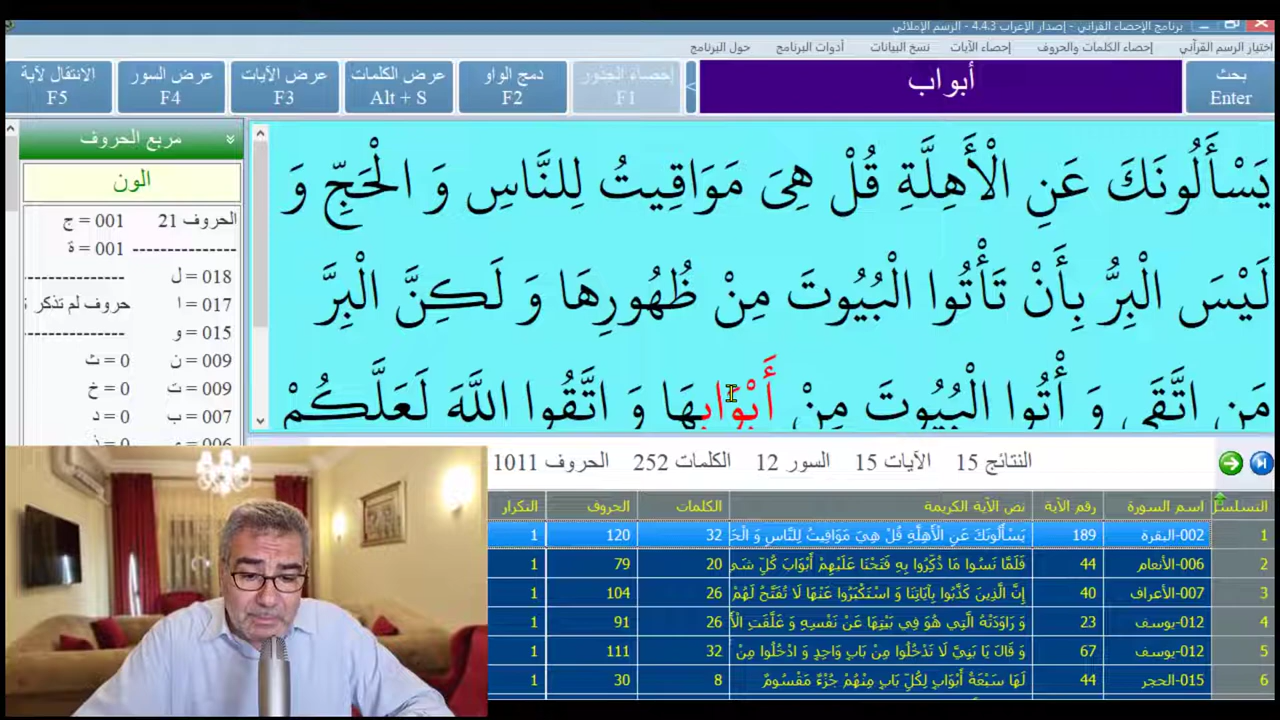 برنامج الإحصاء القرآني - إصدار الإعراب 4.4.3 - الرسم الإملائي
اختيار الرسم القرآني إحصاء الكلمات والحروف إحصاء الآيات نسخ البيانات أدوات البرنامج حول البرنامج
بحث
Enter
أبواب
>
إحصاء الجذور
F1
دمج الواو
F2
عرض الكلمات
Alt + S
عرض الآيات
F3
عرض السور
F4
الانتقال لآية
F5
يَسْأَلُونَكَ عَنِ الْأَهِلَّةِ قُلْ هِيَ مَوَاقِيتُ لِلنَّاسِ وَ الْحَجِّ وَ
لَيْسَ الْبِرُّ بِأَنْ تَأْتُوا الْبُيُوتَ مِنْ ظُهُورِهَا وَ لَكِنَّ الْبِرَّ
مَنِ اتَّقَى وَ أْتُوا الْبُيُوتَ مِنْ أَبْوَابِهَا وَ اتَّقُوا اللَّهَ لَعَلَّكُمْ
مربع الحروف
الون
الحروف 21
001 = ج
001 = ة
018 = ل
017 = ا
حروف لم تذكر
015 = و
009 = ن
0 = ث
009 = ت
0 = خ
007 = ب
0 = د
النتائج 15 الآيات 15 السور 12 الكلمات 252 الحروف 1011
التسلسل اسم السورة رقم الآية نص الآية الكريمة الكلمات الحروف التكرار
1 002-البقرة 189 يَسْأَلُونَكَ عَنِ الْأَهِلَّةِ قُلْ هِيَ مَوَاقِيتُ لِلنَّاسِ وَ الْحَ 32 120 1
2 006-الأنعام 44 فَلَمَّا نَسُوا مَا ذُكِّرُوا بِهِ فَتَحْنَا عَلَيْهِمْ أَبْوَابَ كُلِّ شَيْ 20 79 1
3 007-الأعراف 40 إِنَّ الَّذِينَ كَذَّبُوا بِآيَاتِنَا وَ اسْتَكْبَرُوا عَنْهَا لَا تُفَتَّحُ لَهُمْ 26 104 1
4 012-يوسف 23 وَ رَاوَدَتْهُ الَّتِي هُوَ فِي بَيْتِهَا عَنْ نَفْسِهِ وَ غَلَّقَتِ الْأَ 26 91 1
5 012-يوسف 67 وَ قَالَ يَا بَنِيَّ لَا تَدْخُلُوا مِنْ بَابٍ وَاحِدٍ وَ ادْخُلُوا مِنْ 32 111 1
6 015-الحجر 44 لَهَا سَبْعَةُ أَبْوَابٍ لِكُلِّ بَابٍ مِنْهُمْ جُزْءٌ مَقْسُومٌ 8 30 1